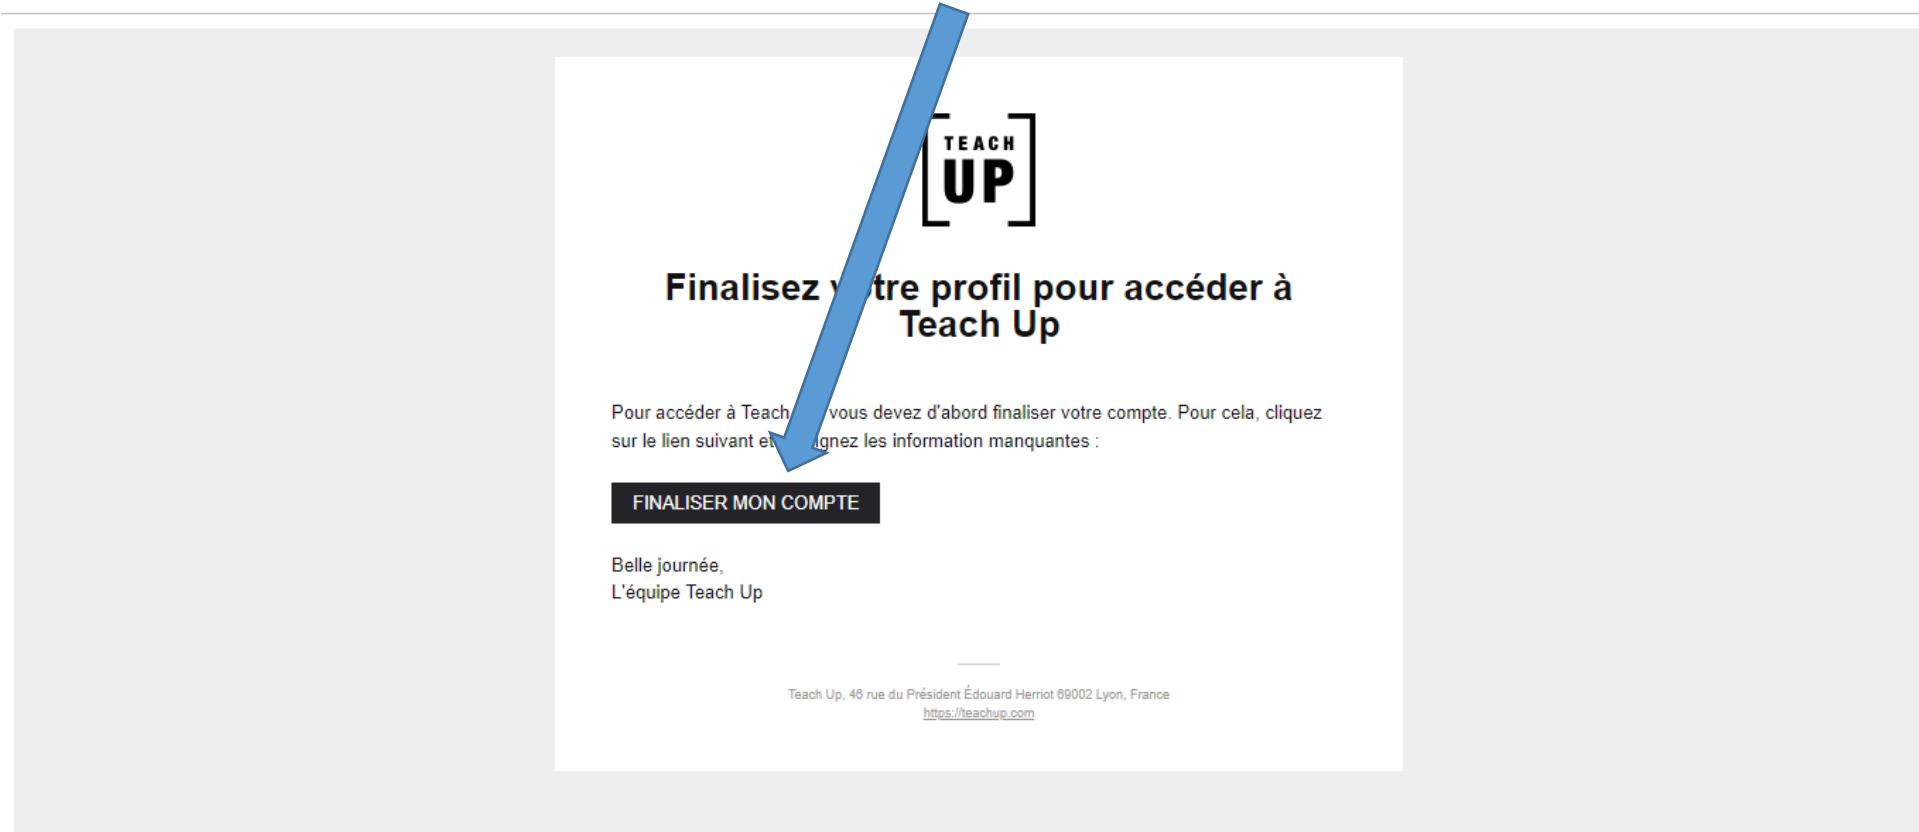 TEACH
UP
Finalisez tre profil pour accéder à
Teach Up
Pour accéder à Teach vous devez d'abord finaliser votre compte. Pour cela, cliquez
sur le lien suivant et ignez les information manquantes :
FINALISER MON COMPTE
Belle journée,
L'équipe Teach Up
Teach Up, 46 rue du Président Édouard Herriot 69002 Lyon, France
https://teachup.com